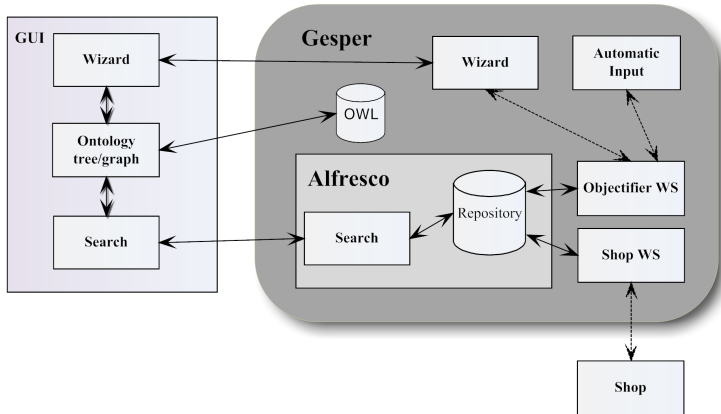 GUI
Wizard
Ontology
tree/graph
Search
Gesper
Wizard
Automatic
Input
OWL
Alfresco
Search
Repository
Objectifier WS
Shop WS
Shop